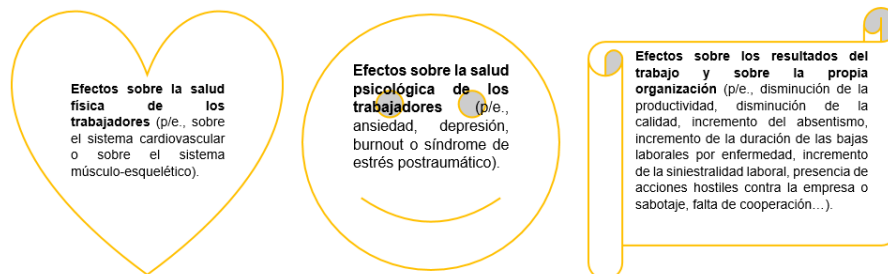 Efectos sobre la salud
física de los
trabajadores (p/e., sobre
el sistema cardiovascular
o sobre el sistema
músculo-esquelético).
Efectos sobre la salud
psicológica de los
trabajadores (p/e.,
ansiedad, depresión,
burnout o síndrome de
estrés postraumático).
Efectos sobre los resultados del
trabajo y sobre la propia
organización (p/e., disminución de la
productividad, disminución de la
calidad, incremento del absentismo,
incremento de la duración de las bajas
laborales por enfermedad, incremento
de la siniestralidad laboral, presencia de
acciones hostiles contra la empresa o
sabotaje, falta de cooperación…).